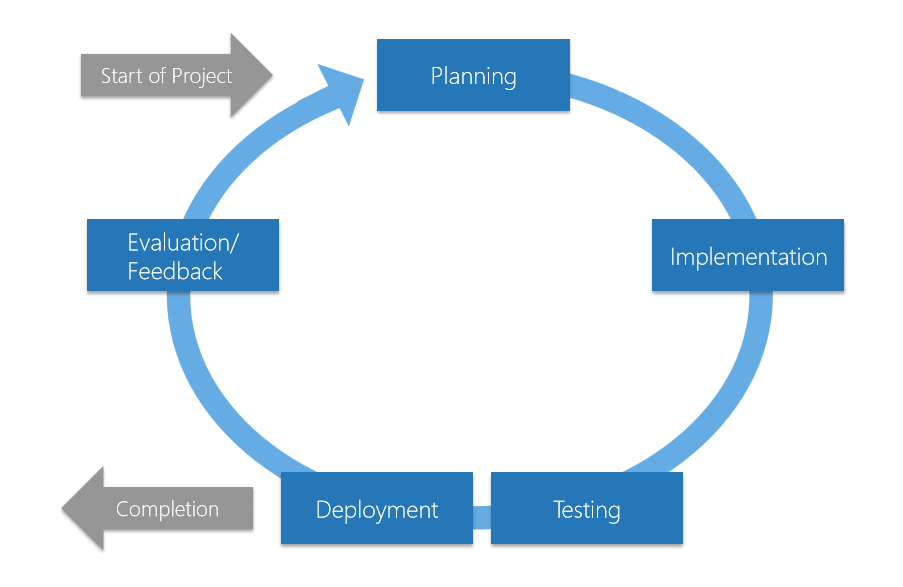 Start of Project
Planning
Evaluation/
Feedback
Implementation
Completion
Deployment
Testing